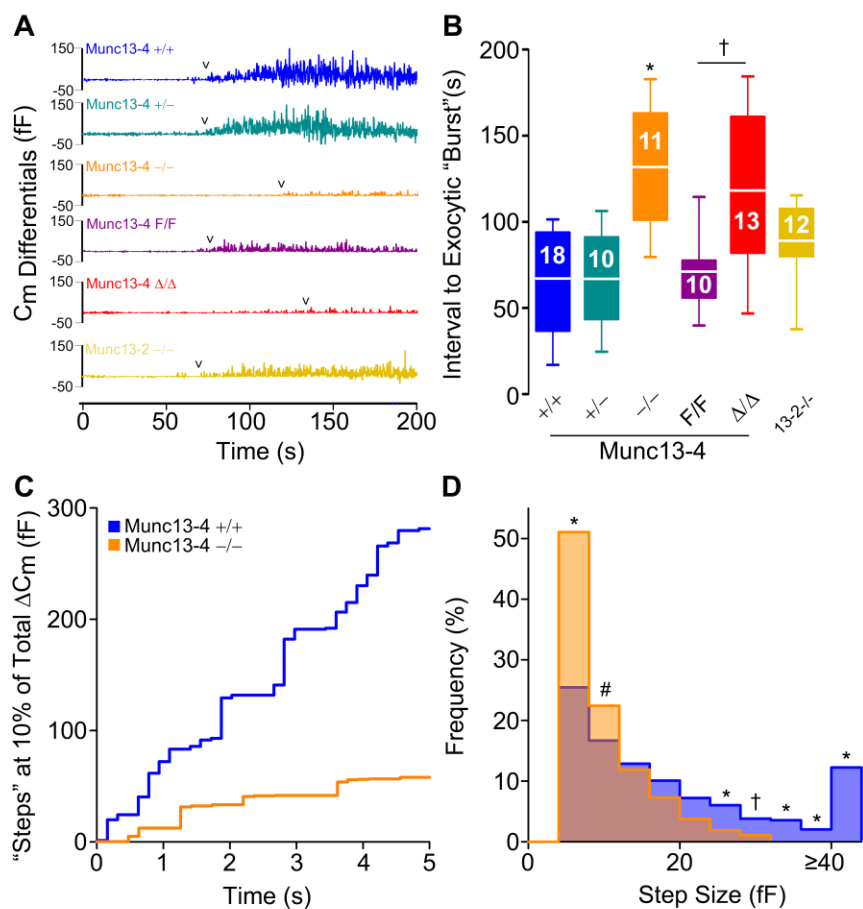 A
Cm Differentials (fF)
150
-50
Munc13-4 +/+
v
150
-50
Munc13-4 +/−
v
150
-50
Munc13-4 −/−
v
150
-50
Munc13-4 F/F
v
150
-50
Munc13-4 Δ/Δ
v
150
-50
Munc13-2 −/−
v
0 50 100 150 200
Time (s)
B
Interval to Exocytic “Burst”(s)
200
150
100
50
0
* †
18 10 11 10 13 12
+/+ +/− −/− F/F Δ/Δ 13-2-/-
Munc13-4
C
“Steps” at 10% of Total ΔCm (fF)
300
200
100
0
Munc13-4 +/+
Munc13-4 −/−
0 1 2 3 4 5
Time (s)
D
Frequency (%)
50
40
30
20
10
0
* # * † * * *
0 20 ≥40
Step Size (fF)